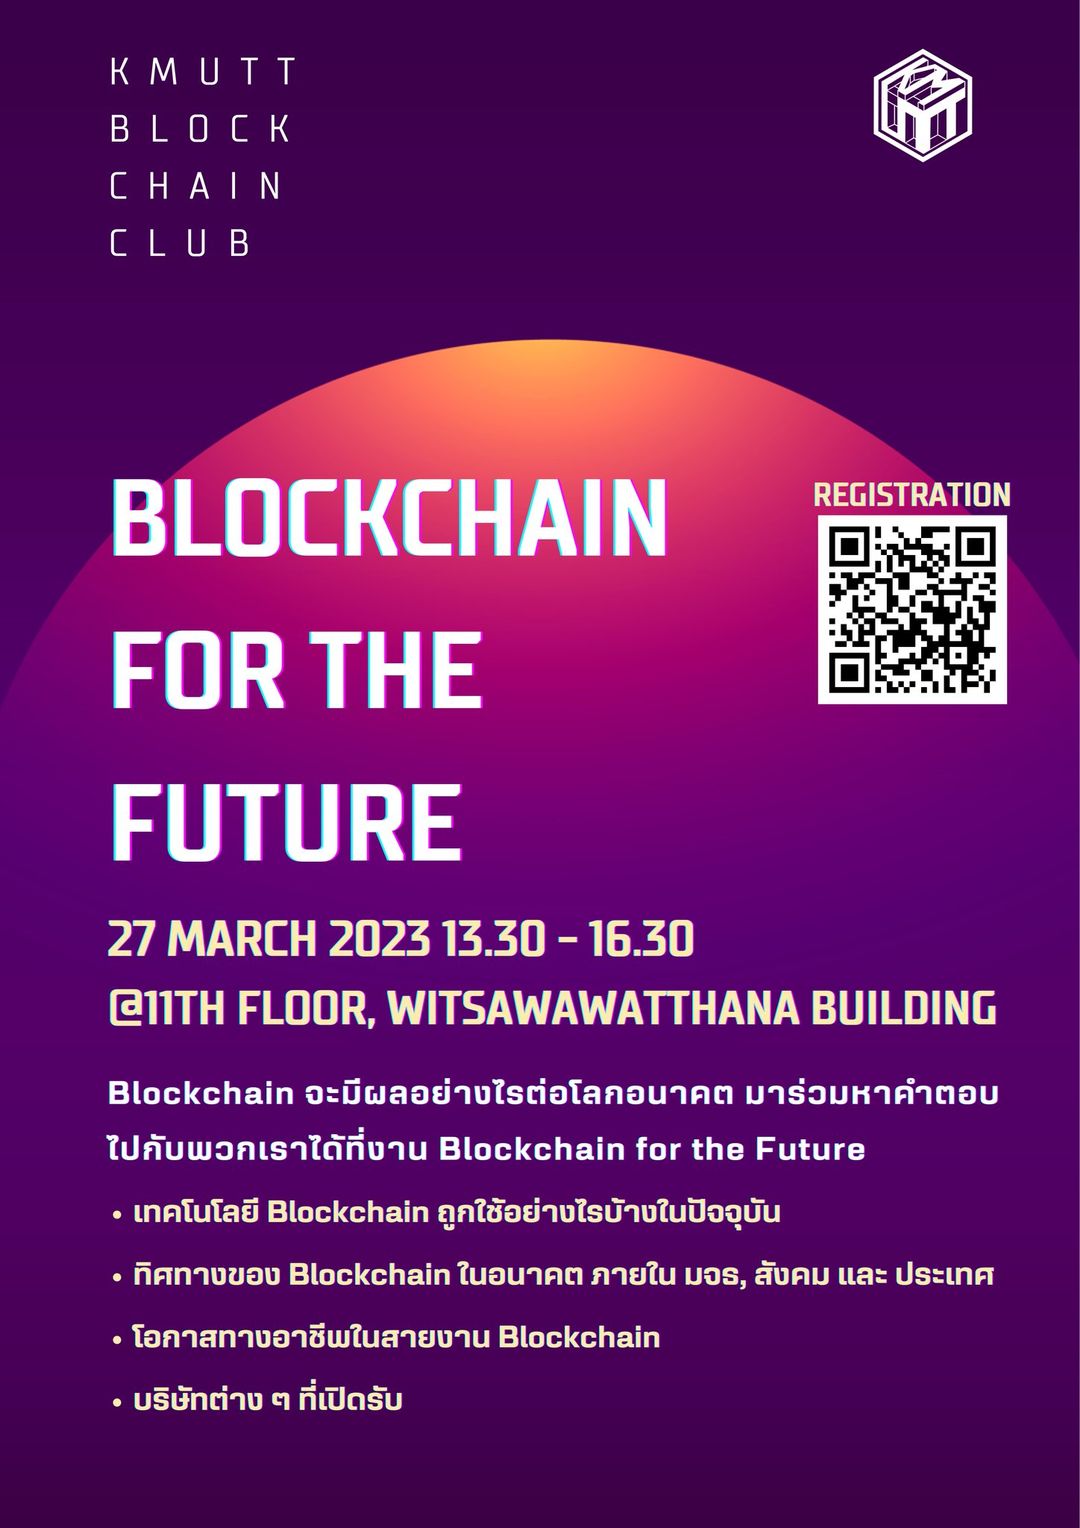 KMUTT
BLOCK
CHAIN
CLUB
BLOCKCHAIN
FOR THE
FUTURE
REGISTRATION
27 MARCH 2023 13.30 – 16.30
@11TH FLOOR, WITSAWAWATTHANA BUILDING
Blockchain จะมีผลอย่างไรต่อโลกอนาคต มาร่วมหาคำตอบ
ไปกับพวกเราได้ที่งาน Blockchain for the Future
• เทคโนโลยี Blockchain ถูกใช้อย่างไรบ้างในปัจจุบัน
• ทิศทางของ Blockchain ในอนาคต ภายใน มจธ, สังคม และ ประเทศ
• โอกาสทางอาชีพในสายงาน Blockchain
• บริษัทต่าง ๆ ที่เปิดรับ